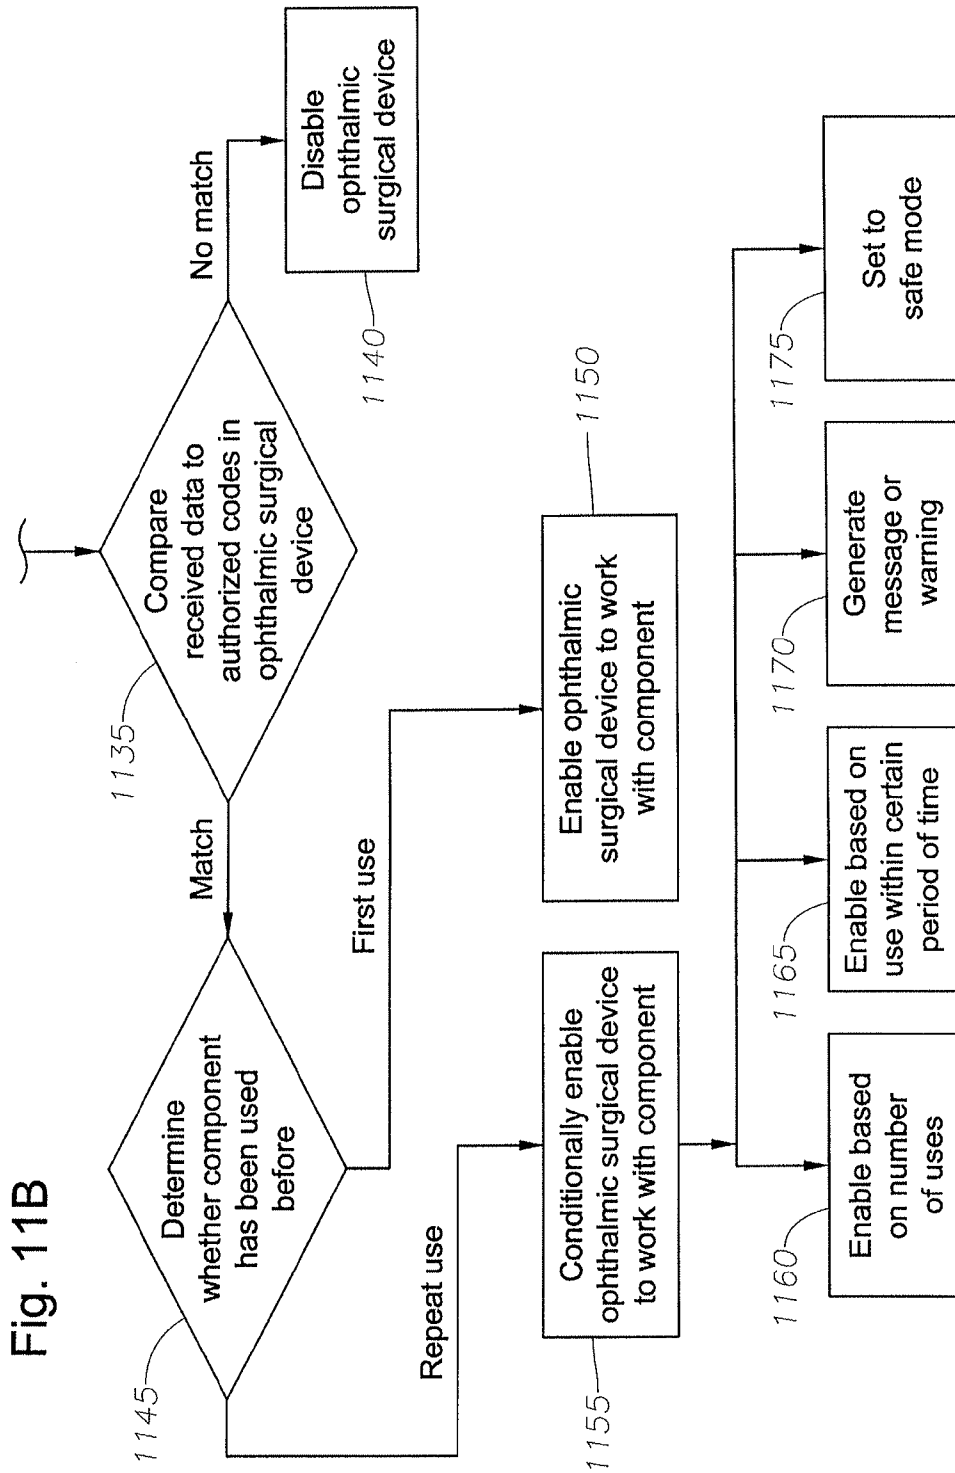 Fig. 11B
1135
Compare
received data to
authorized codes in
ophthalmic surgical
device
No match
Disable
ophthalmic
surgical device
1140
Match
1145
Determine
whether component
has been used
before
First use
Enable ophthalmic
surgical device to work
with component
1150
Repeat use
Conditionally enable
ophthalmic surgical device
to work with component
1155
1160
Enable based
on number
of uses
1165
Enable based on
use within certain
period of time
1170
Generate
message or
warning
1175
Set to
safe mode